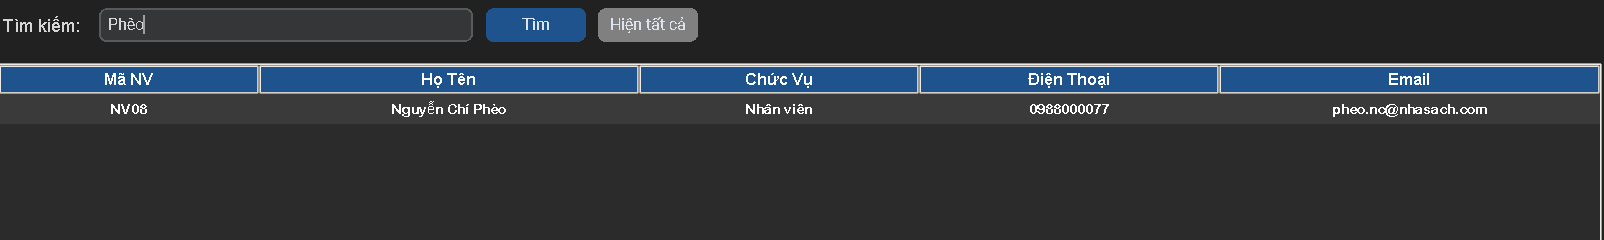 Tìm kiếm: Phèo Tìm Hiện tất cả
Mã NV Họ Tên Chức Vụ Điện Thoại Email
NV08 Nguyễn Chí Phèo Nhân viên 0988000077 pheo.nc@nhasach.com